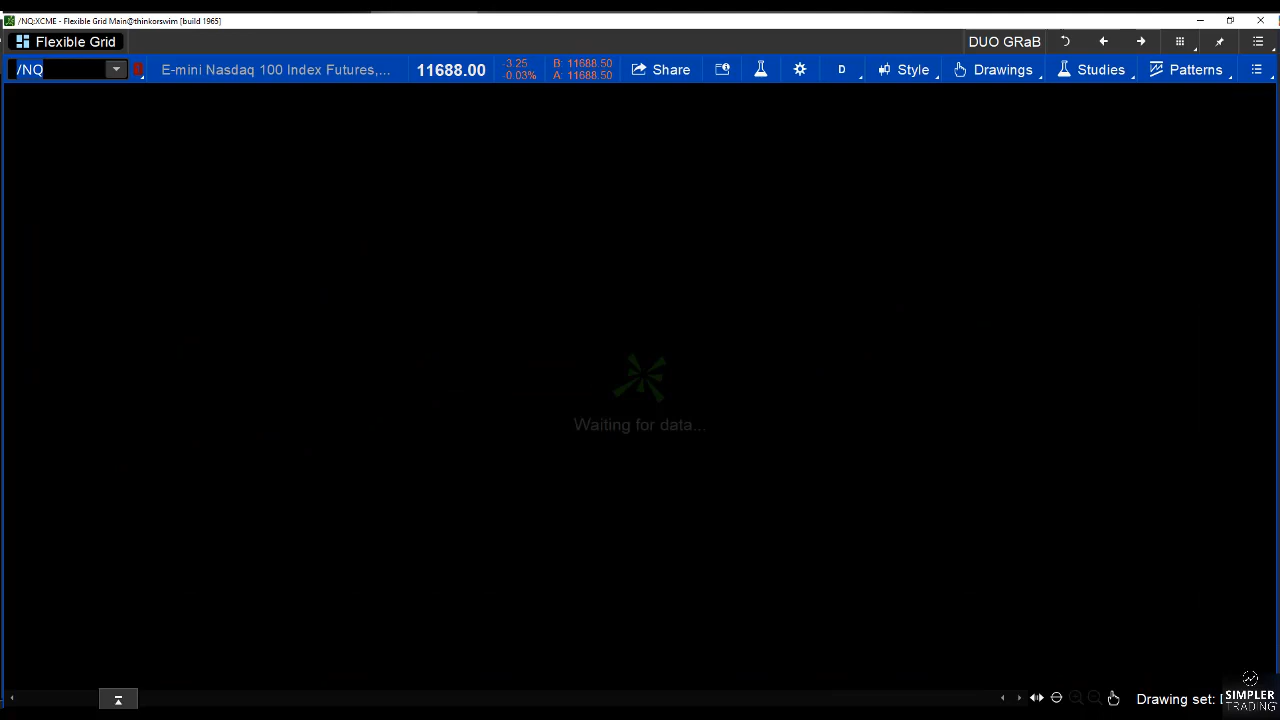 /NQ:XCME - Flexible Grid Main@thinkorswim [build 1965]
Flexible Grid
DUO GRaB
/NQ
E-mini Nasdaq 100 Index Futures,...
11688.00
-3.25
-0.03%
B: 11688.50
A: 11688.50
Share
D
Style
Drawings
Studies
Patterns
Waiting for data...
Drawing set:
SIMPLER
TRADING